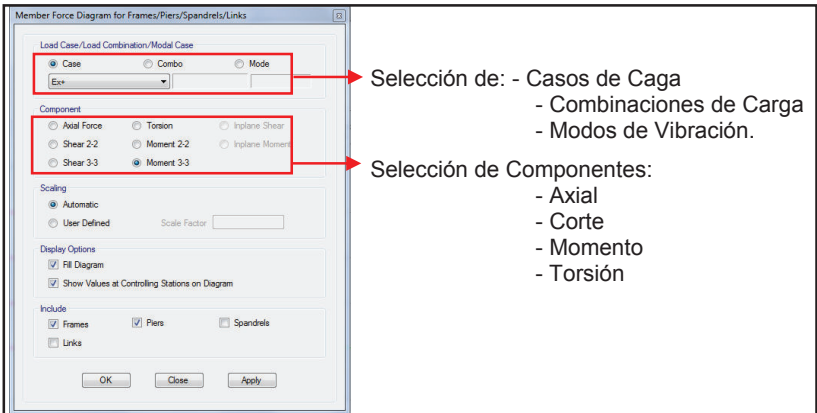 Member Force Diagram for Frames/Piers/Spandrels/Links
Load Case/Load Combination/Modal Case
Case Combo Mode
Ex+
Component
Axial Force Torsion Inplane Shear
Shear 2-2 Moment 2-2 Inplane Moment
Shear 3-3 Moment 3-3
Scaling
Automatic
User Defined Scale Factor
Display Options
Fill Diagram
Show Values at Controlling Stations on Diagram
Include
Frames Piers Spandrels
Links
OK Close Apply
Selección de: - Casos de Caga
- Combinaciones de Carga
- Modos de Vibración.
Selección de Componentes:
- Axial
- Corte
- Momento
- Torsión